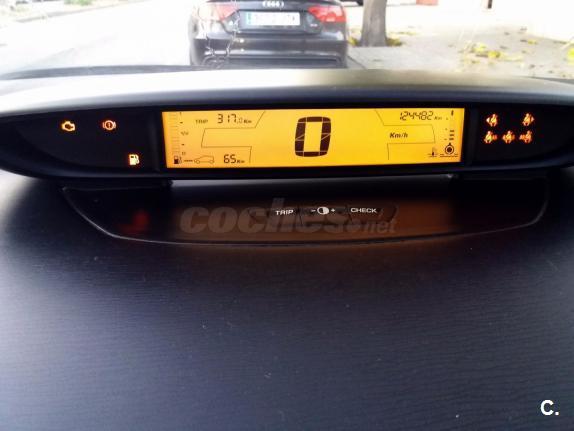 TRIP 317.0 Km
124482 Km
0
Km/h
65 Km
coches.net
TRIP - + CHECK
C.